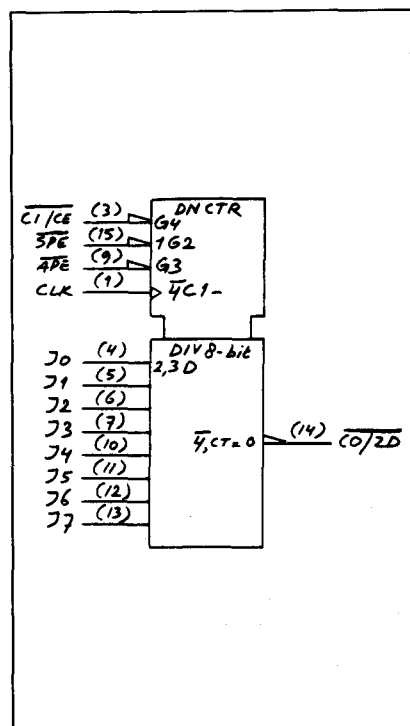 DNCTR
C1/CE (3) G4
SPE (15) 1G2
APE (9) G3
CLK (1) 4C1-
DIV 8-bit
J0 (4) 2,3D
J1 (5)
J2 (6)
J3 (7)
J4 (10) 4,CT=0 (14) CO/ZD
J5 (11)
J6 (12)
J7 (13)